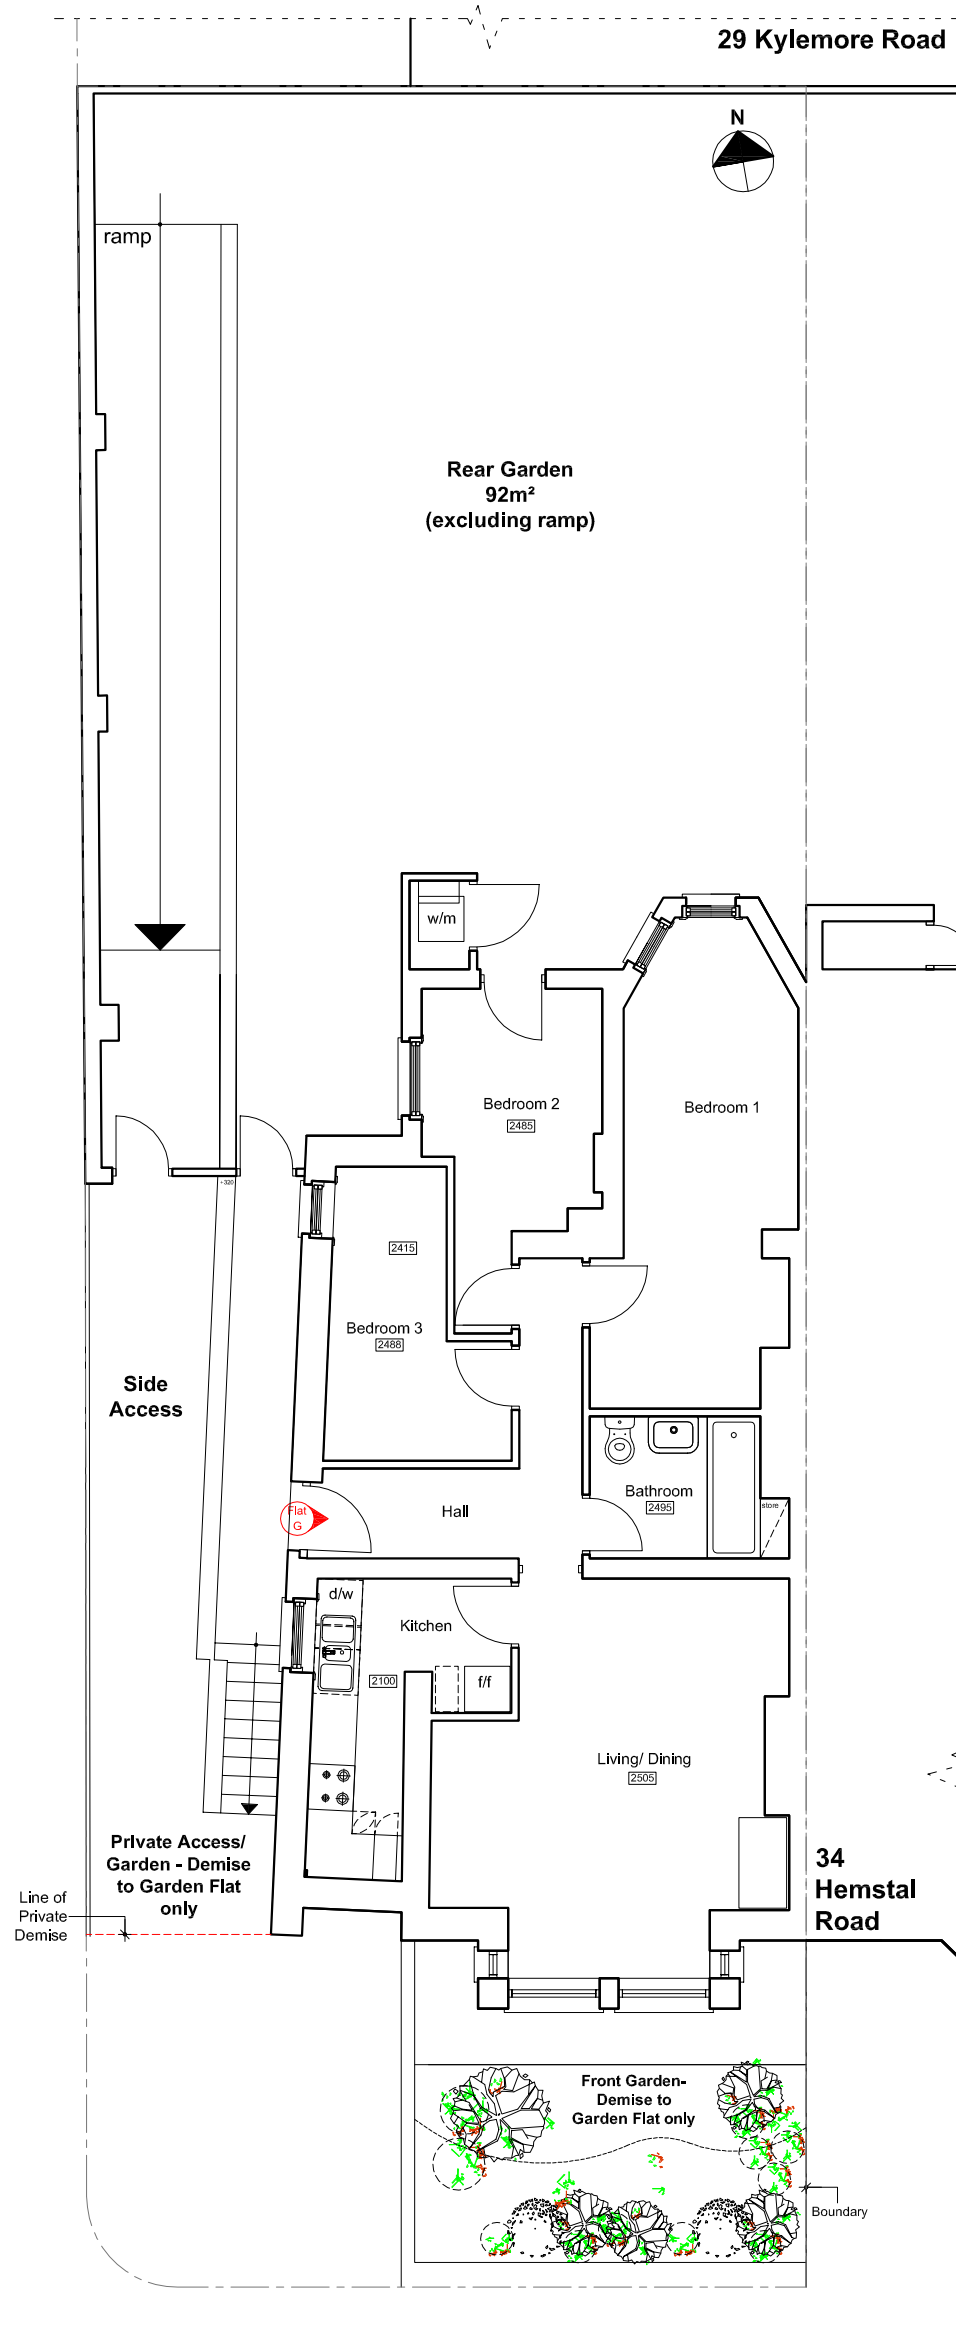 29 Kylemore Road
N
ramp
Rear Garden
92m²
(excluding ramp)
w/m
Bedroom 2
2485
Bedroom 1
+320
2415
Bedroom 3
2488
Side
Access
Bathroom
2495
store
Flat
G
Hall
d/w
Kitchen
2100
f/f
Living/ Dining
2505
Private Access/
Garden - Demise
to Garden Flat
only
34
Hemstal
Road
Line of
Private
Demise
Front Garden-
Demise to
Garden Flat only
Boundary